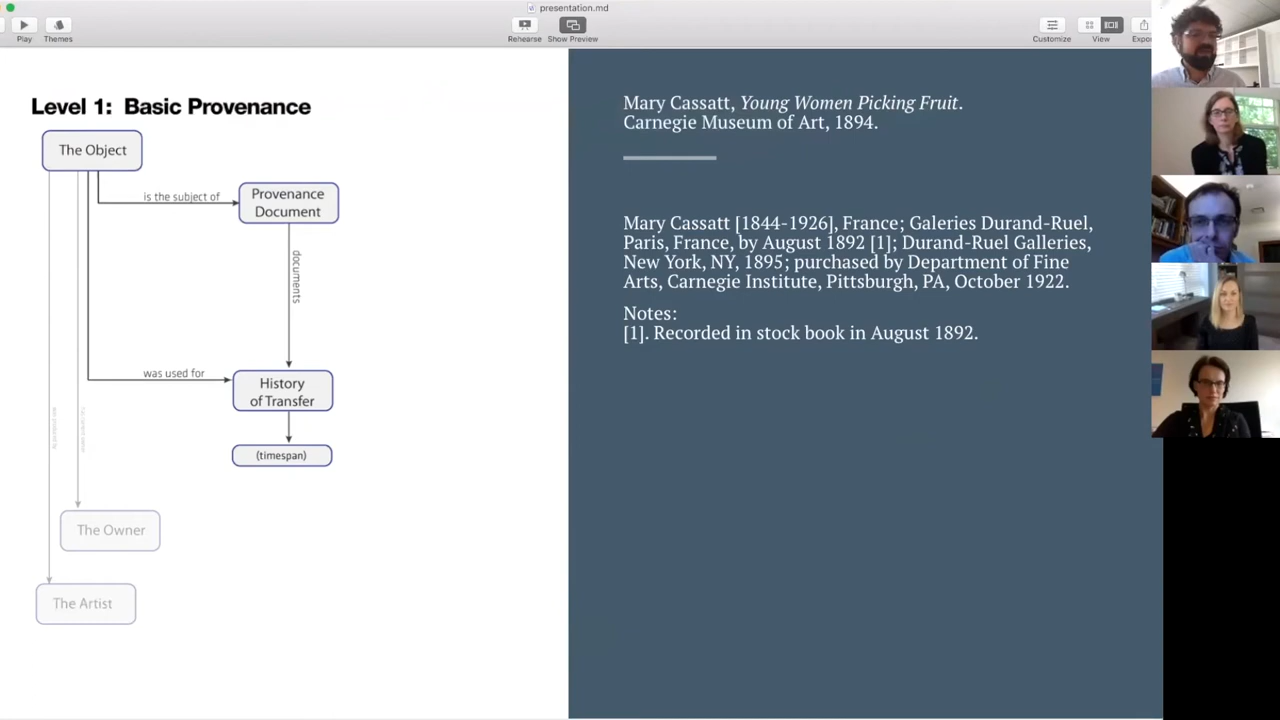 presentation.md
Play
Themes
Rehearse
Show Preview
Customize
View
Expor
Level 1: Basic Provenance
The Object
is the subject of
Provenance
Document
documents
was used for
History
of Transfer
(timespan)
The Owner
The Artist
Mary Cassatt, Young Women Picking Fruit.
Carnegie Museum of Art, 1894.
Mary Cassatt [1844-1926], France; Galeries Durand-Ruel,
Paris, France, by August 1892 [1]; Durand-Ruel Galleries,
New York, NY, 1895; purchased by Department of Fine
Arts, Carnegie Institute, Pittsburgh, PA, October 1922.
Notes:
[1]. Recorded in stock book in August 1892.